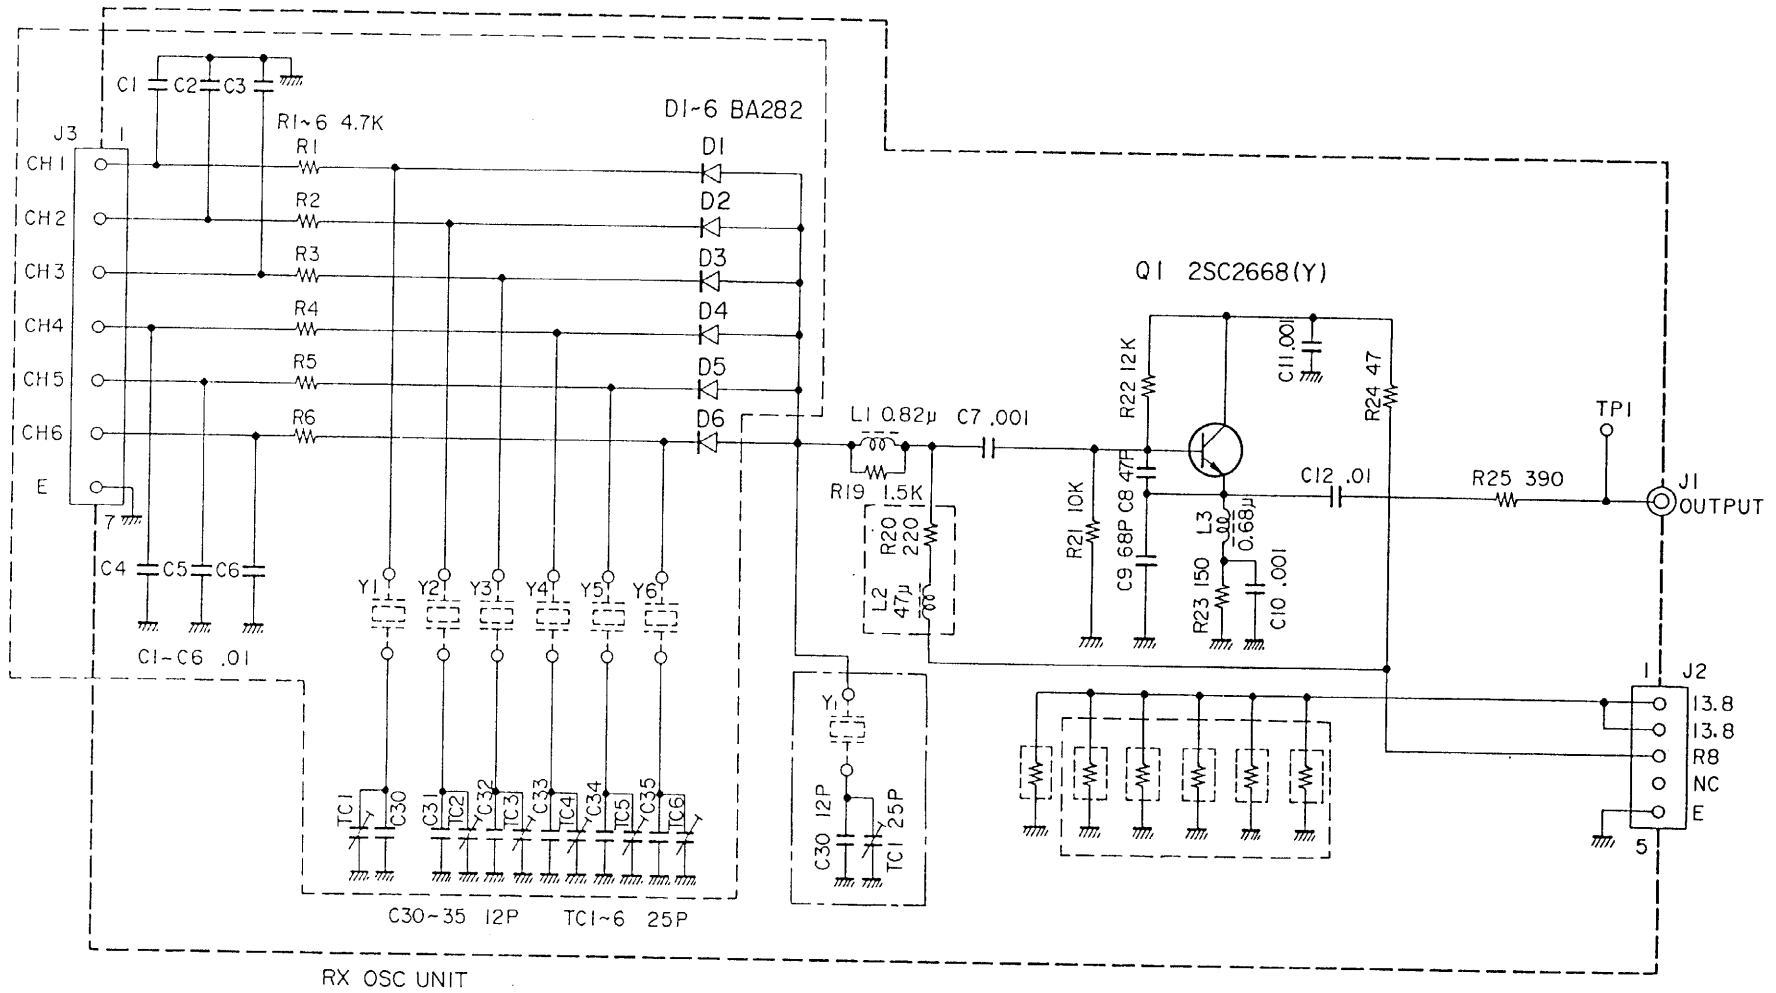 C1
C2
C3
R1~6 4.7K
D1~6 BA282
J3
1
CH1
R1
D1
CH2
R2
D2
CH3
R3
D3
CH4
R4
D4
CH5
R5
D5
CH6
R6
D6
E
7
C4
C5
C6
C1-C6 .01
Y1
Y2
Y3
Y4
Y5
Y6
TC1
C30
C31
TC2
C32
TC3
C33
TC4
C34
TC5
C35
TC6
C30~35 12P
TC1~6 25P
L1 0.82μ
C7 .001
R19 1.5K
R20
220
L2
47μ
Y1
C30 12P
TC1 25P
Q1 2SC2668(Y)
R22 12K
C11 .001
R24 47
R21 10K
C8 47P
C9 68P
L3
0.68μ
R23 150
C10 .001
C12 .01
R25 390
TP1
J1
OUTPUT
1
J2
13.8
13.8
R8
NC
E
5
RX OSC UNIT